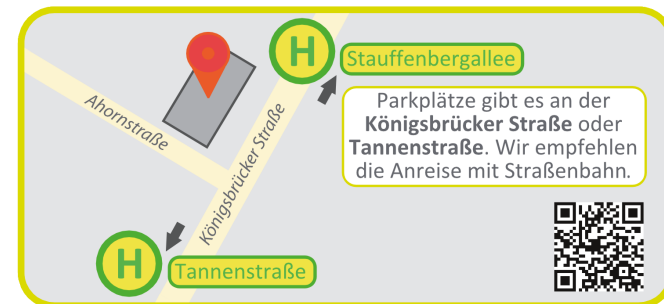 H
Stauffenbergallee
Parkplätze gibt es an der
Königsbrücker Straße oder
Tannenstraße. Wir empfehlen
die Anreise mit Straßenbahn.
Ahornstraße
Königsbrücker Straße
H
Tannenstraße